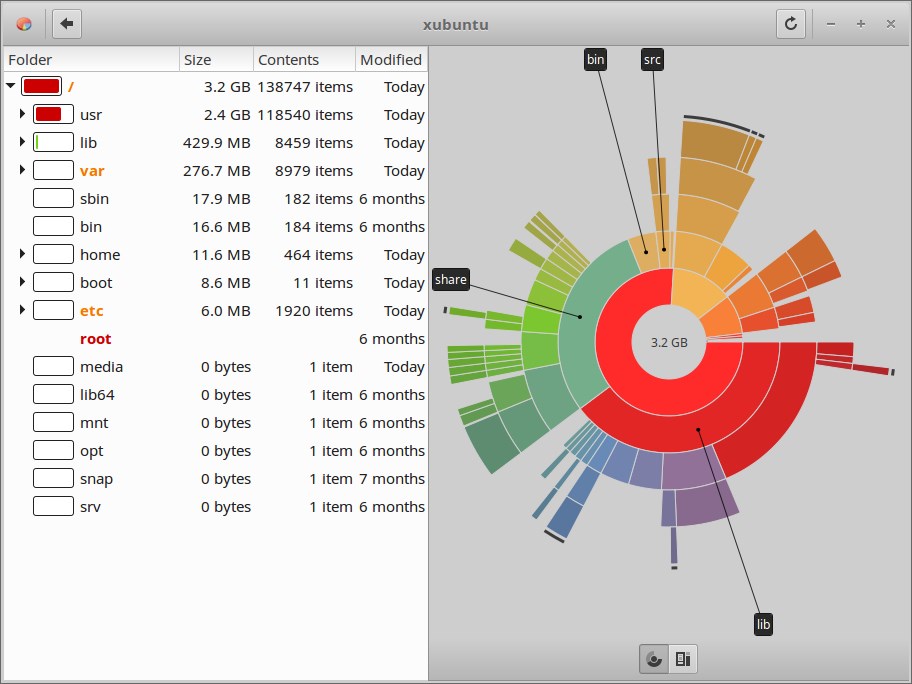 xubuntu
Folder Size Contents Modified
/ 3.2 GB 138747 items Today
usr 2.4 GB 118540 items Today
lib 429.9 MB 8459 items Today
var 276.7 MB 8979 items Today
sbin 17.9 MB 182 items 6 months
bin 16.6 MB 184 items 6 months
home 11.6 MB 464 items Today
boot 8.6 MB 11 items Today
etc 6.0 MB 1920 items Today
root 6 months
media 0 bytes 1 item Today
lib64 0 bytes 1 item 6 months
mnt 0 bytes 1 item 6 months
opt 0 bytes 1 item 6 months
snap 0 bytes 1 item 7 months
srv 0 bytes 1 item 6 months
bin
src
share
3.2 GB
lib